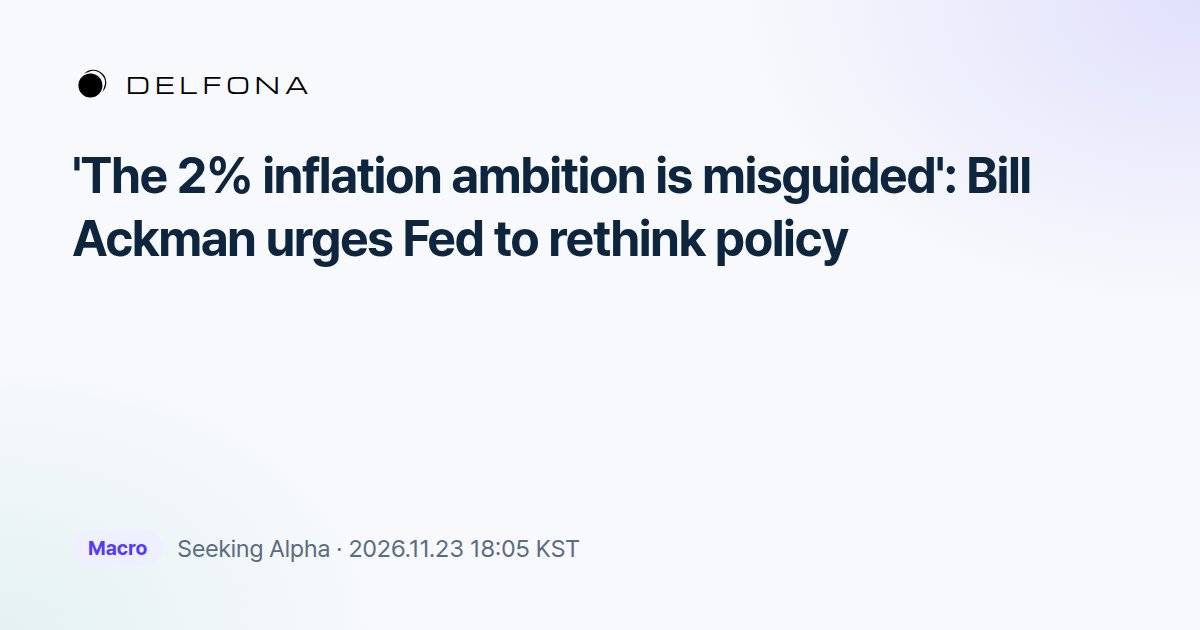 DELFONA
'The 2% inflation ambition is misguided': Bill
Ackman urges Fed to rethink policy
Macro Seeking Alpha · 2026.11.23 18:05 KST